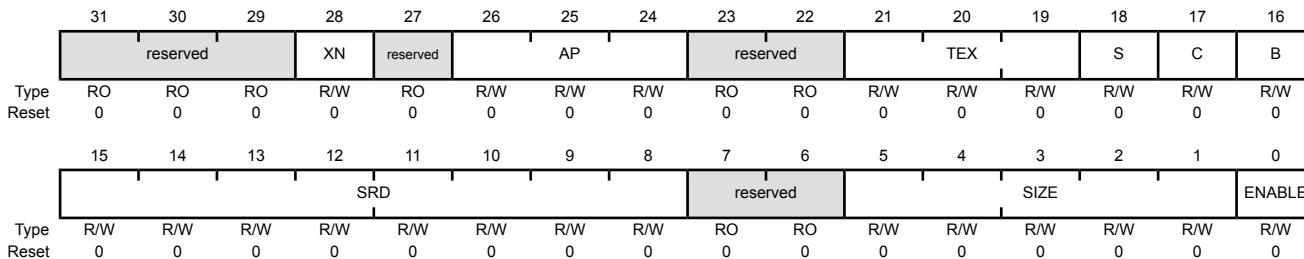 31 30 29 28 27 26 25 24 23 22 21 20 19 18 17 16
reserved XN reserved AP reserved TEX S C B
Type RO RO RO R/W RO R/W R/W R/W RO RO R/W R/W R/W R/W R/W R/W
Reset 0 0 0 0 0 0 0 0 0 0 0 0 0 0 0 0
15 14 13 12 11 10 9 8 7 6 5 4 3 2 1 0
SRD reserved SIZE ENABLE
Type R/W R/W R/W R/W R/W R/W R/W R/W RO RO R/W R/W R/W R/W R/W R/W
Reset 0 0 0 0 0 0 0 0 0 0 0 0 0 0 0 0